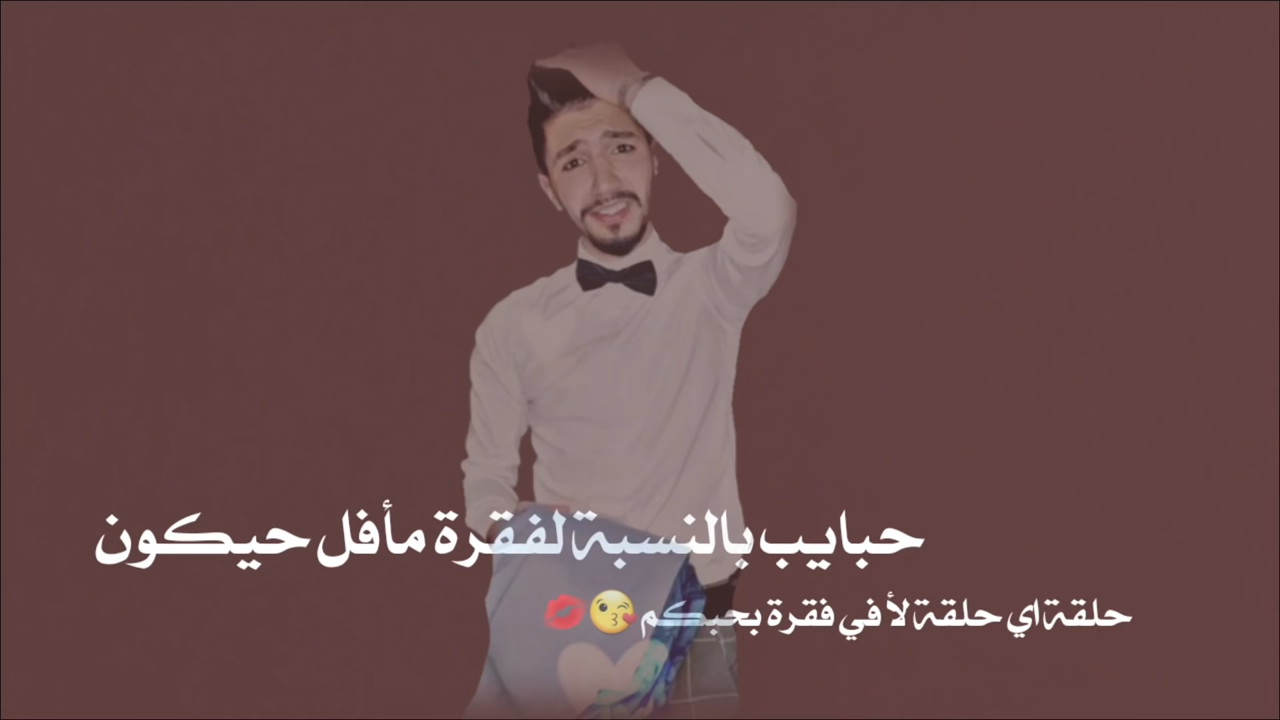 حبايب بالنسبة لفقرة مأفل حيكون
حلقة اي حلقة لأ في فقرة بحبكم 😘💋